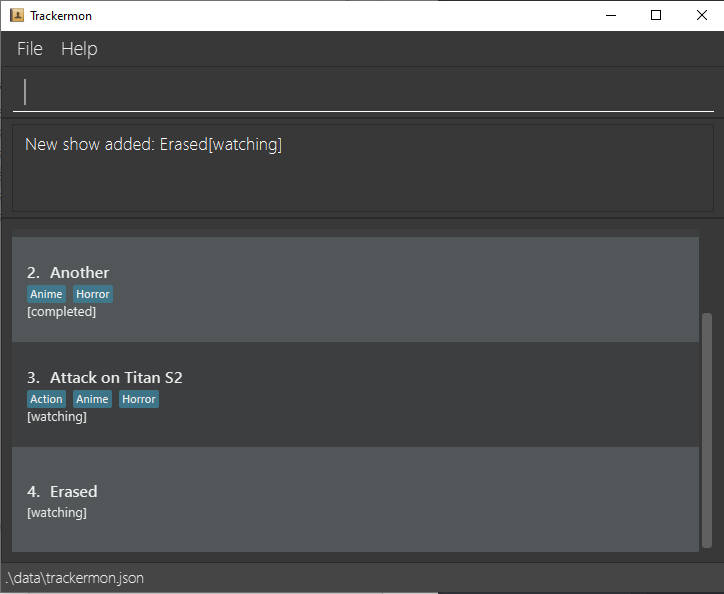 Trackermon
File Help
New show added: Erased[watching]
2. Another
Anime Horror
[completed]
3. Attack on Titan S2
Action Anime Horror
[watching]
4. Erased
[watching]
.\data\trackermon.json